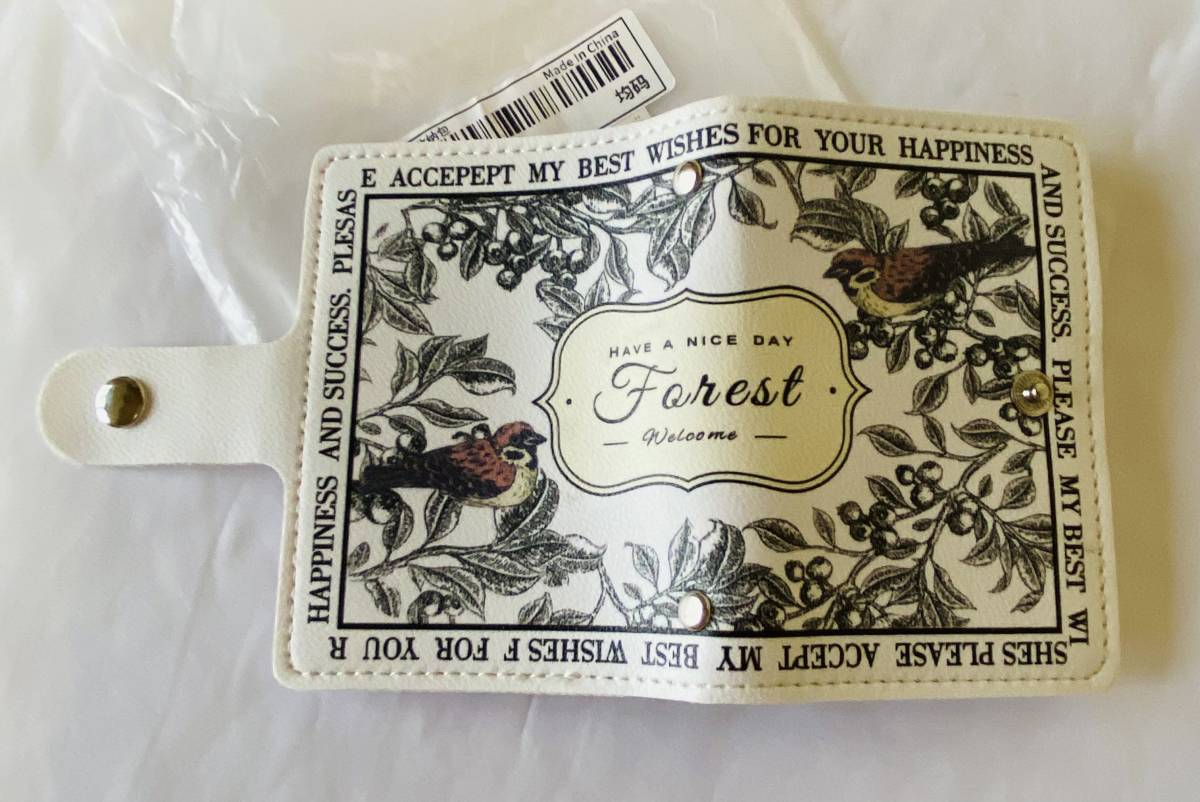 Made in China
均码
E ACCEPEPT MY BEST WISHES FOR YOUR HAPPINESS
AND SUCCESS. PLEASE MY BEST WI
SHES PLEASE ACCEPT MY BEST WISHES F FOR YOU R
HAPPINESS AND SUCCESS. PLESAS
HAVE A NICE DAY
Forest
Welcome